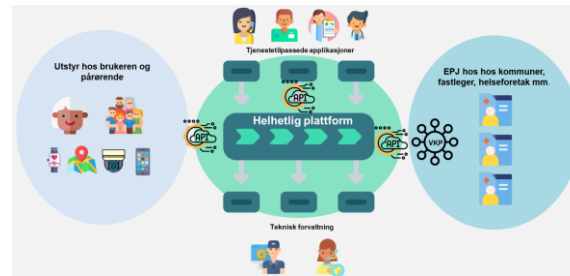 Tjenestetilpassede applikasjoner
Utstyr hos brukeren og
pårørende
EPJ hos hos kommuner,
fastleger, helseforetak mm.
API
Helhetlig plattform
API
API
VKP
Teknisk forvaltning